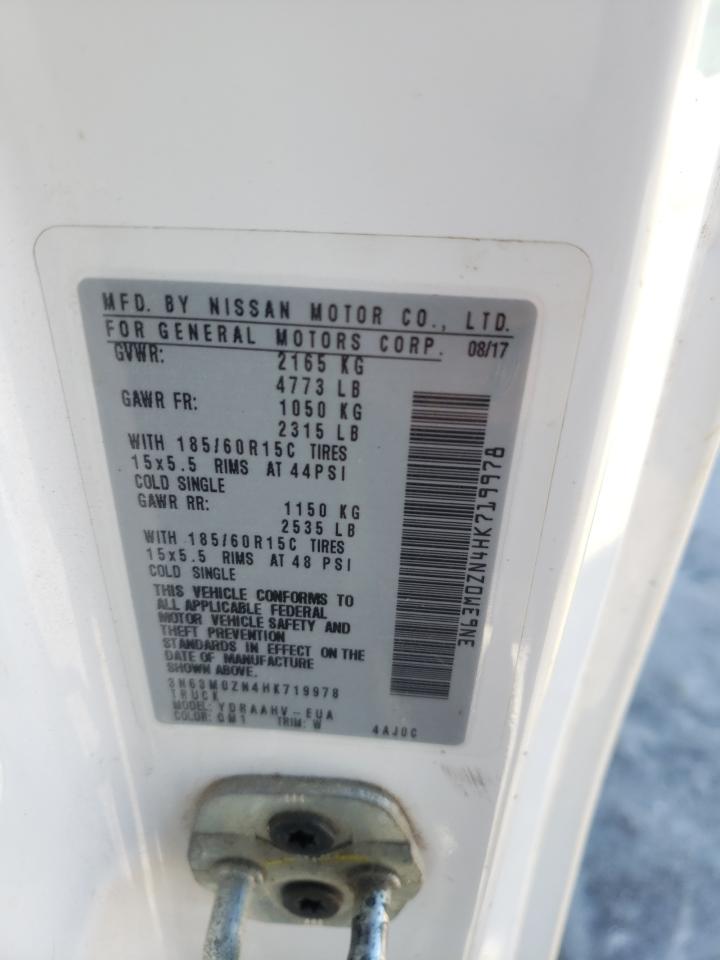 MFD. BY NISSAN MOTOR CO., LTD.
FOR GENERAL MOTORS CORP. 08/17
GVWR: 2165 KG
4773 LB
GAWR FR: 1050 KG
2315 LB
WITH 185/60R15C TIRES
15x5.5 RIMS AT 44PSI
COLD SINGLE
GAWR RR: 1150 KG
2535 LB
WITH 185/60R15C TIRES
15x5.5 RIMS AT 48 PSI
COLD SINGLE
THIS VEHICLE CONFORMS TO
ALL APPLICABLE FEDERAL
MOTOR VEHICLE SAFETY AND
THEFT PREVENTION
STANDARDS IN EFFECT ON THE
DATE OF MANUFACTURE
SHOWN ABOVE.
3N63M0ZN4HK719978
TRUCK
MODEL: YDRAAHV-EUA
COLOR: GM1 TRIM: W 4AJ0C
3N63M0ZN4HK719978